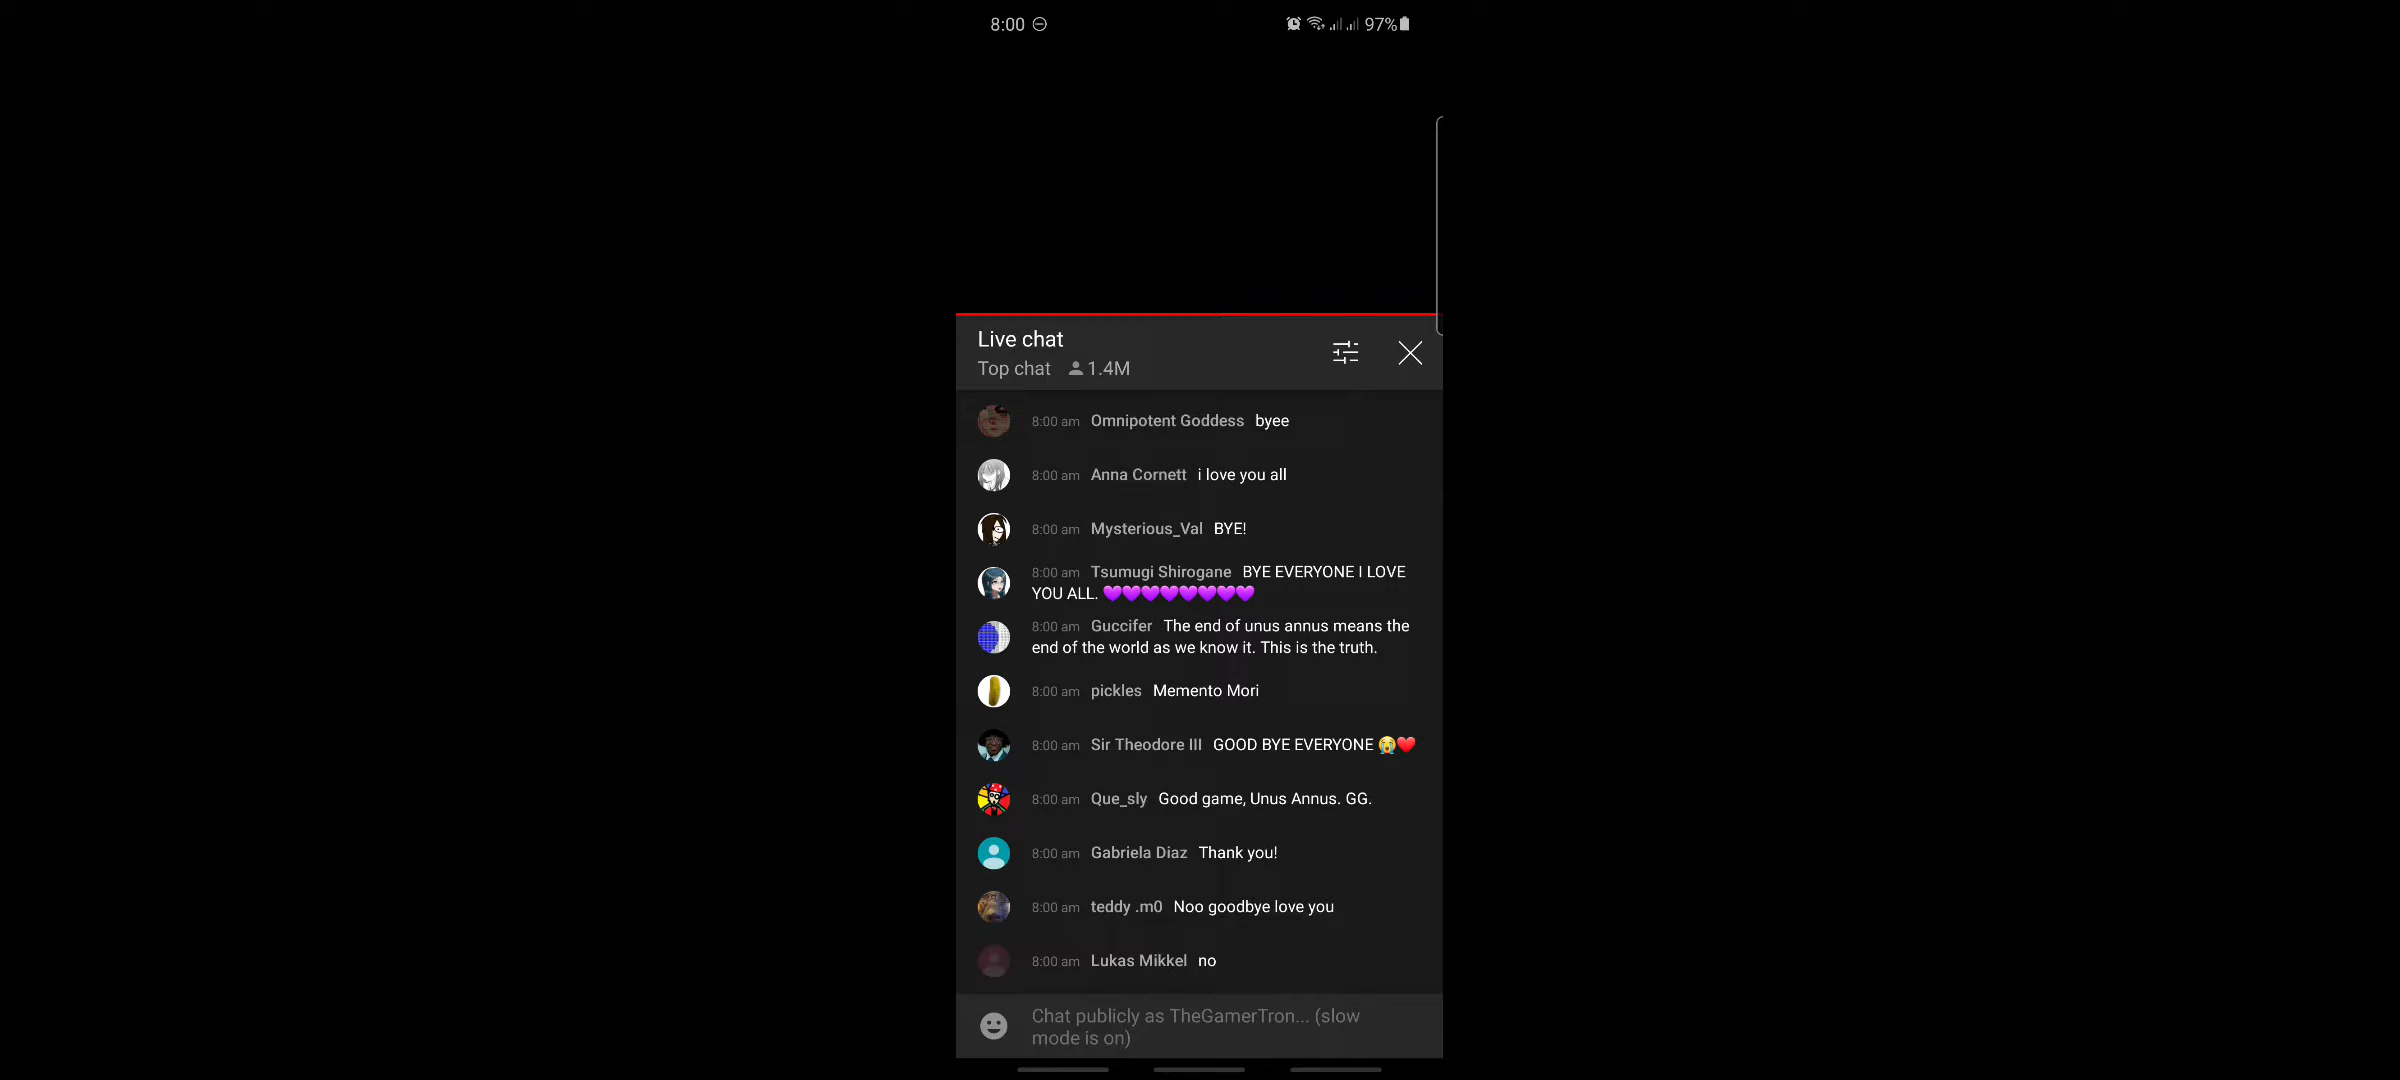 8:00 97%
Live chat
Top chat 1.4M
8:00 am Omnipotent Goddess byee
8:00 am Anna Cornett i love you all
8:00 am Mysterious_Val BYE!
8:00 am Tsumugi Shirogane BYE EVERYONE I LOVE
YOU ALL. 💜💜💜💜💜💜💜💜
8:00 am Guccifer The end of unus annus means the
end of the world as we know it. This is the truth.
8:00 am pickles Memento Mori
8:00 am Sir Theodore III GOOD BYE EVERYONE 😭❤️
8:00 am Que_sly Good game, Unus Annus. GG.
8:00 am Gabriela Diaz Thank you!
8:00 am teddy .m0 Noo goodbye love you
8:00 am Lukas Mikkel no
Chat publicly as TheGamerTron... (slow
mode is on)